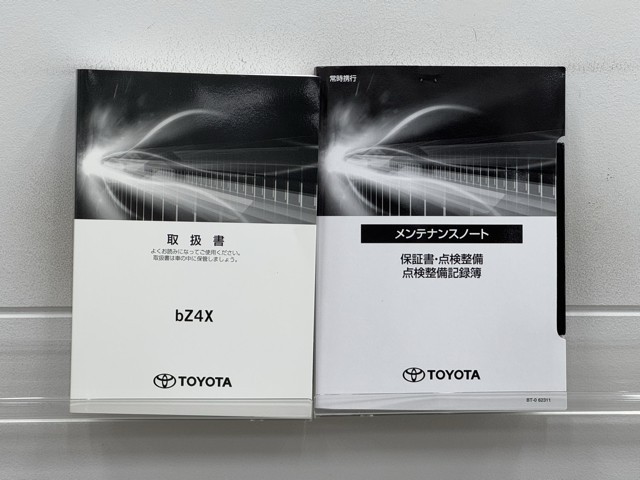 取扱書
よくお読みになってご使用ください。
取扱書は車の中に保管しましょう。
bZ4X
TOYOTA
常時携行
メンテナンスノート
保証書・点検整備
点検整備記録簿
TOYOTA
BT-0 62311